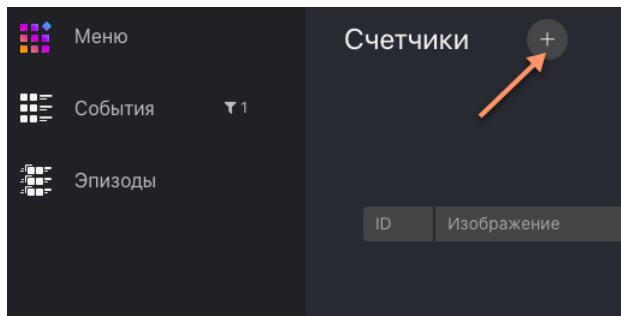 Меню
События 1
Эпизоды
Счетчики +
ID Изображение